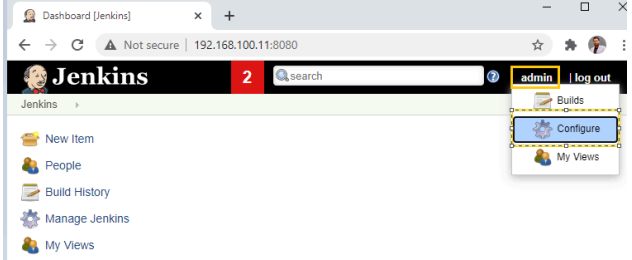 Dashboard [Jenkins]
Not secure | 192.168.100.11:8080
Jenkins 2 search ? admin | log out
Jenkins
Builds
Configure
My Views
New Item
People
Build History
Manage Jenkins
My Views